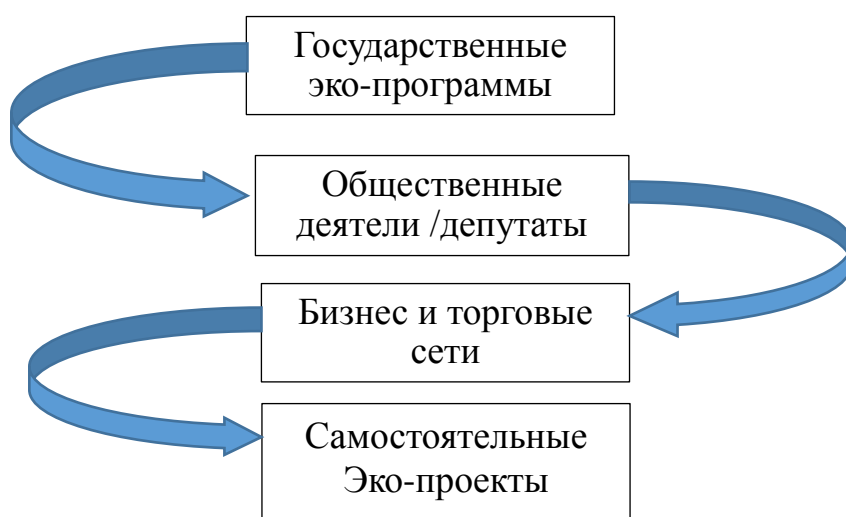 Государственные
эко-программы
Общественные
деятели /депутаты
Бизнес и торговые
сети
Самостоятельные
Эко-проекты